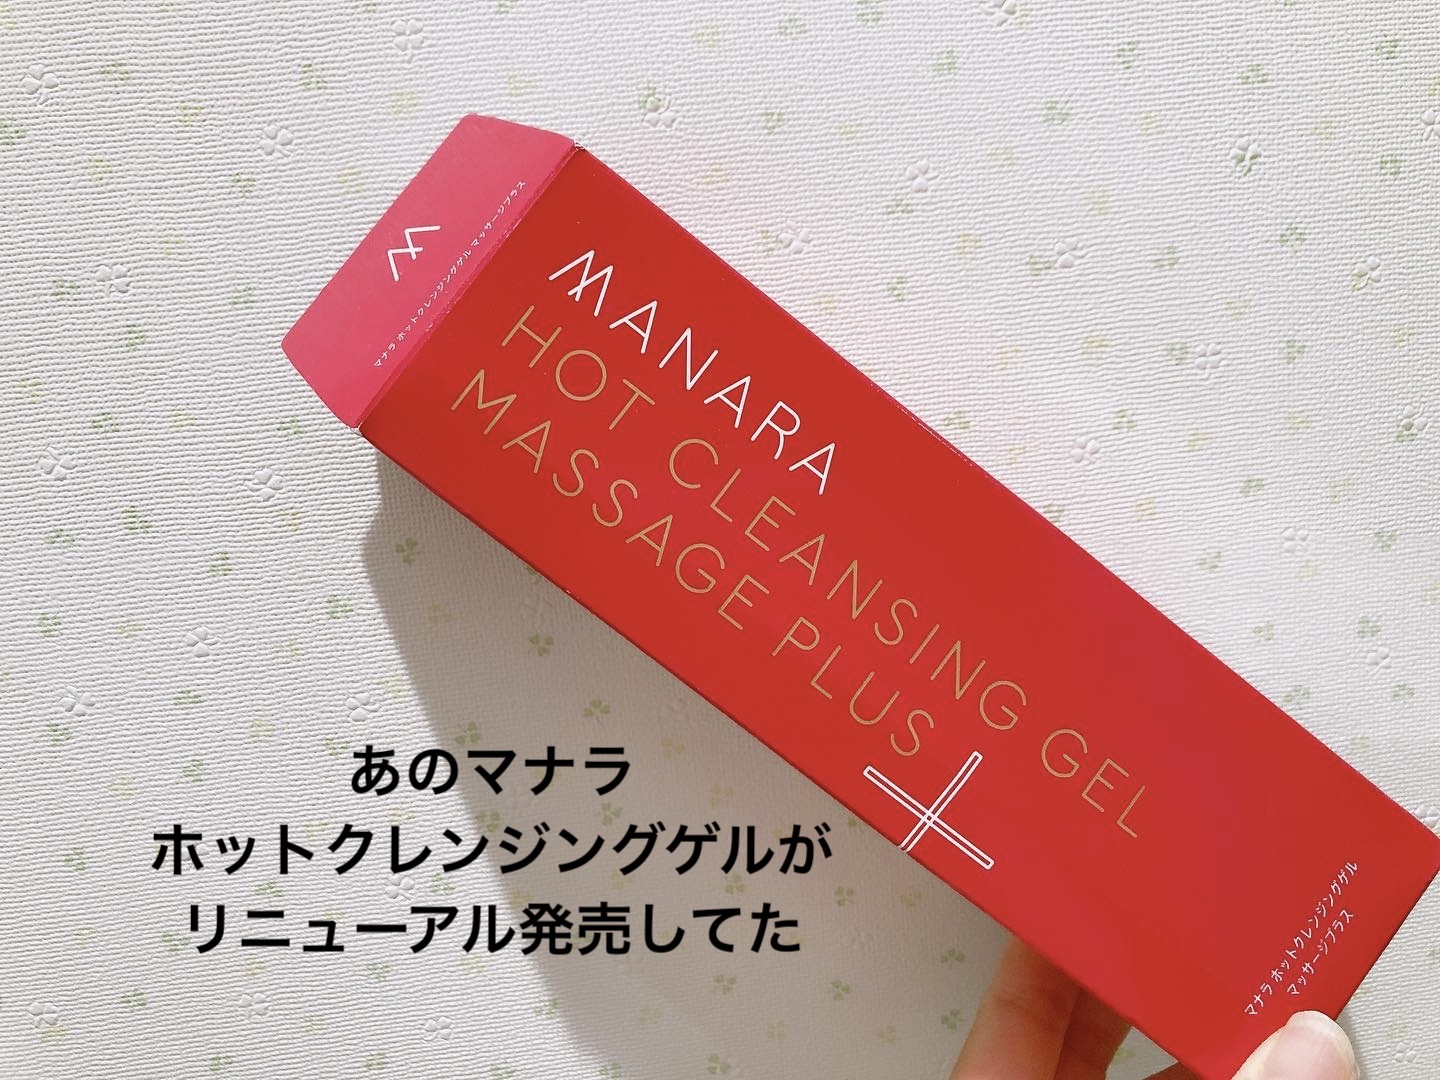 M
マナラ ホットクレンジングゲル マッサージプラス
MANARA
HOT CLEANSING GEL
MASSAGE PLUS
マナラ ホットクレンジングゲル
マッサージプラス
あのマナラ
ホットクレンジングゲルが
リニューアル発売してた